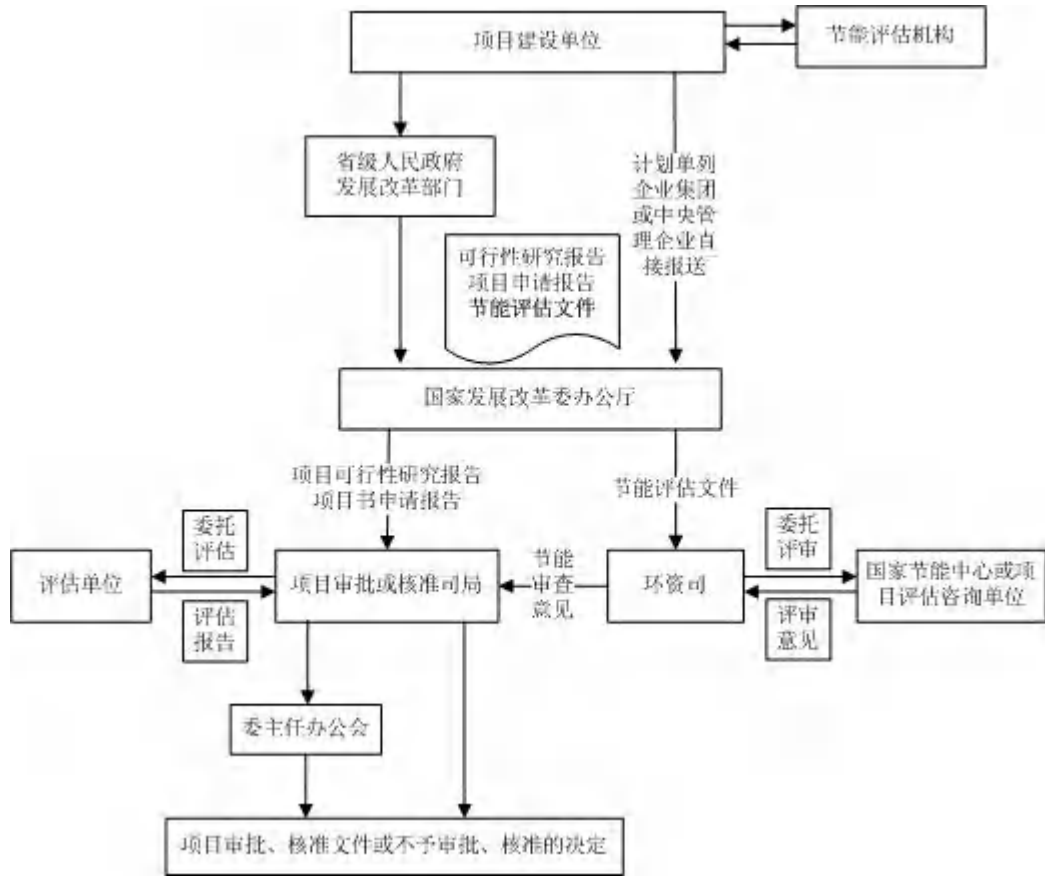 项目建设单位
节能评估机构
省级人民政府
发展改革部门
计划单列
企业集团
或中央管
理企业直
接报送
可行性研究报告
项目申请报告
节能评估文件
国家发展改革委办公厅
项目可行性研究报告
项目书申请报告
节能评估文件
委托
评估
节能
审查
意见
委托
评审
评估单位
项目审批或核准司局
环资司
国家节能中心或项
目评估咨询单位
评估
报告
评审
意见
委主任办公会
项目审批、核准文件或不予审批、核准的决定